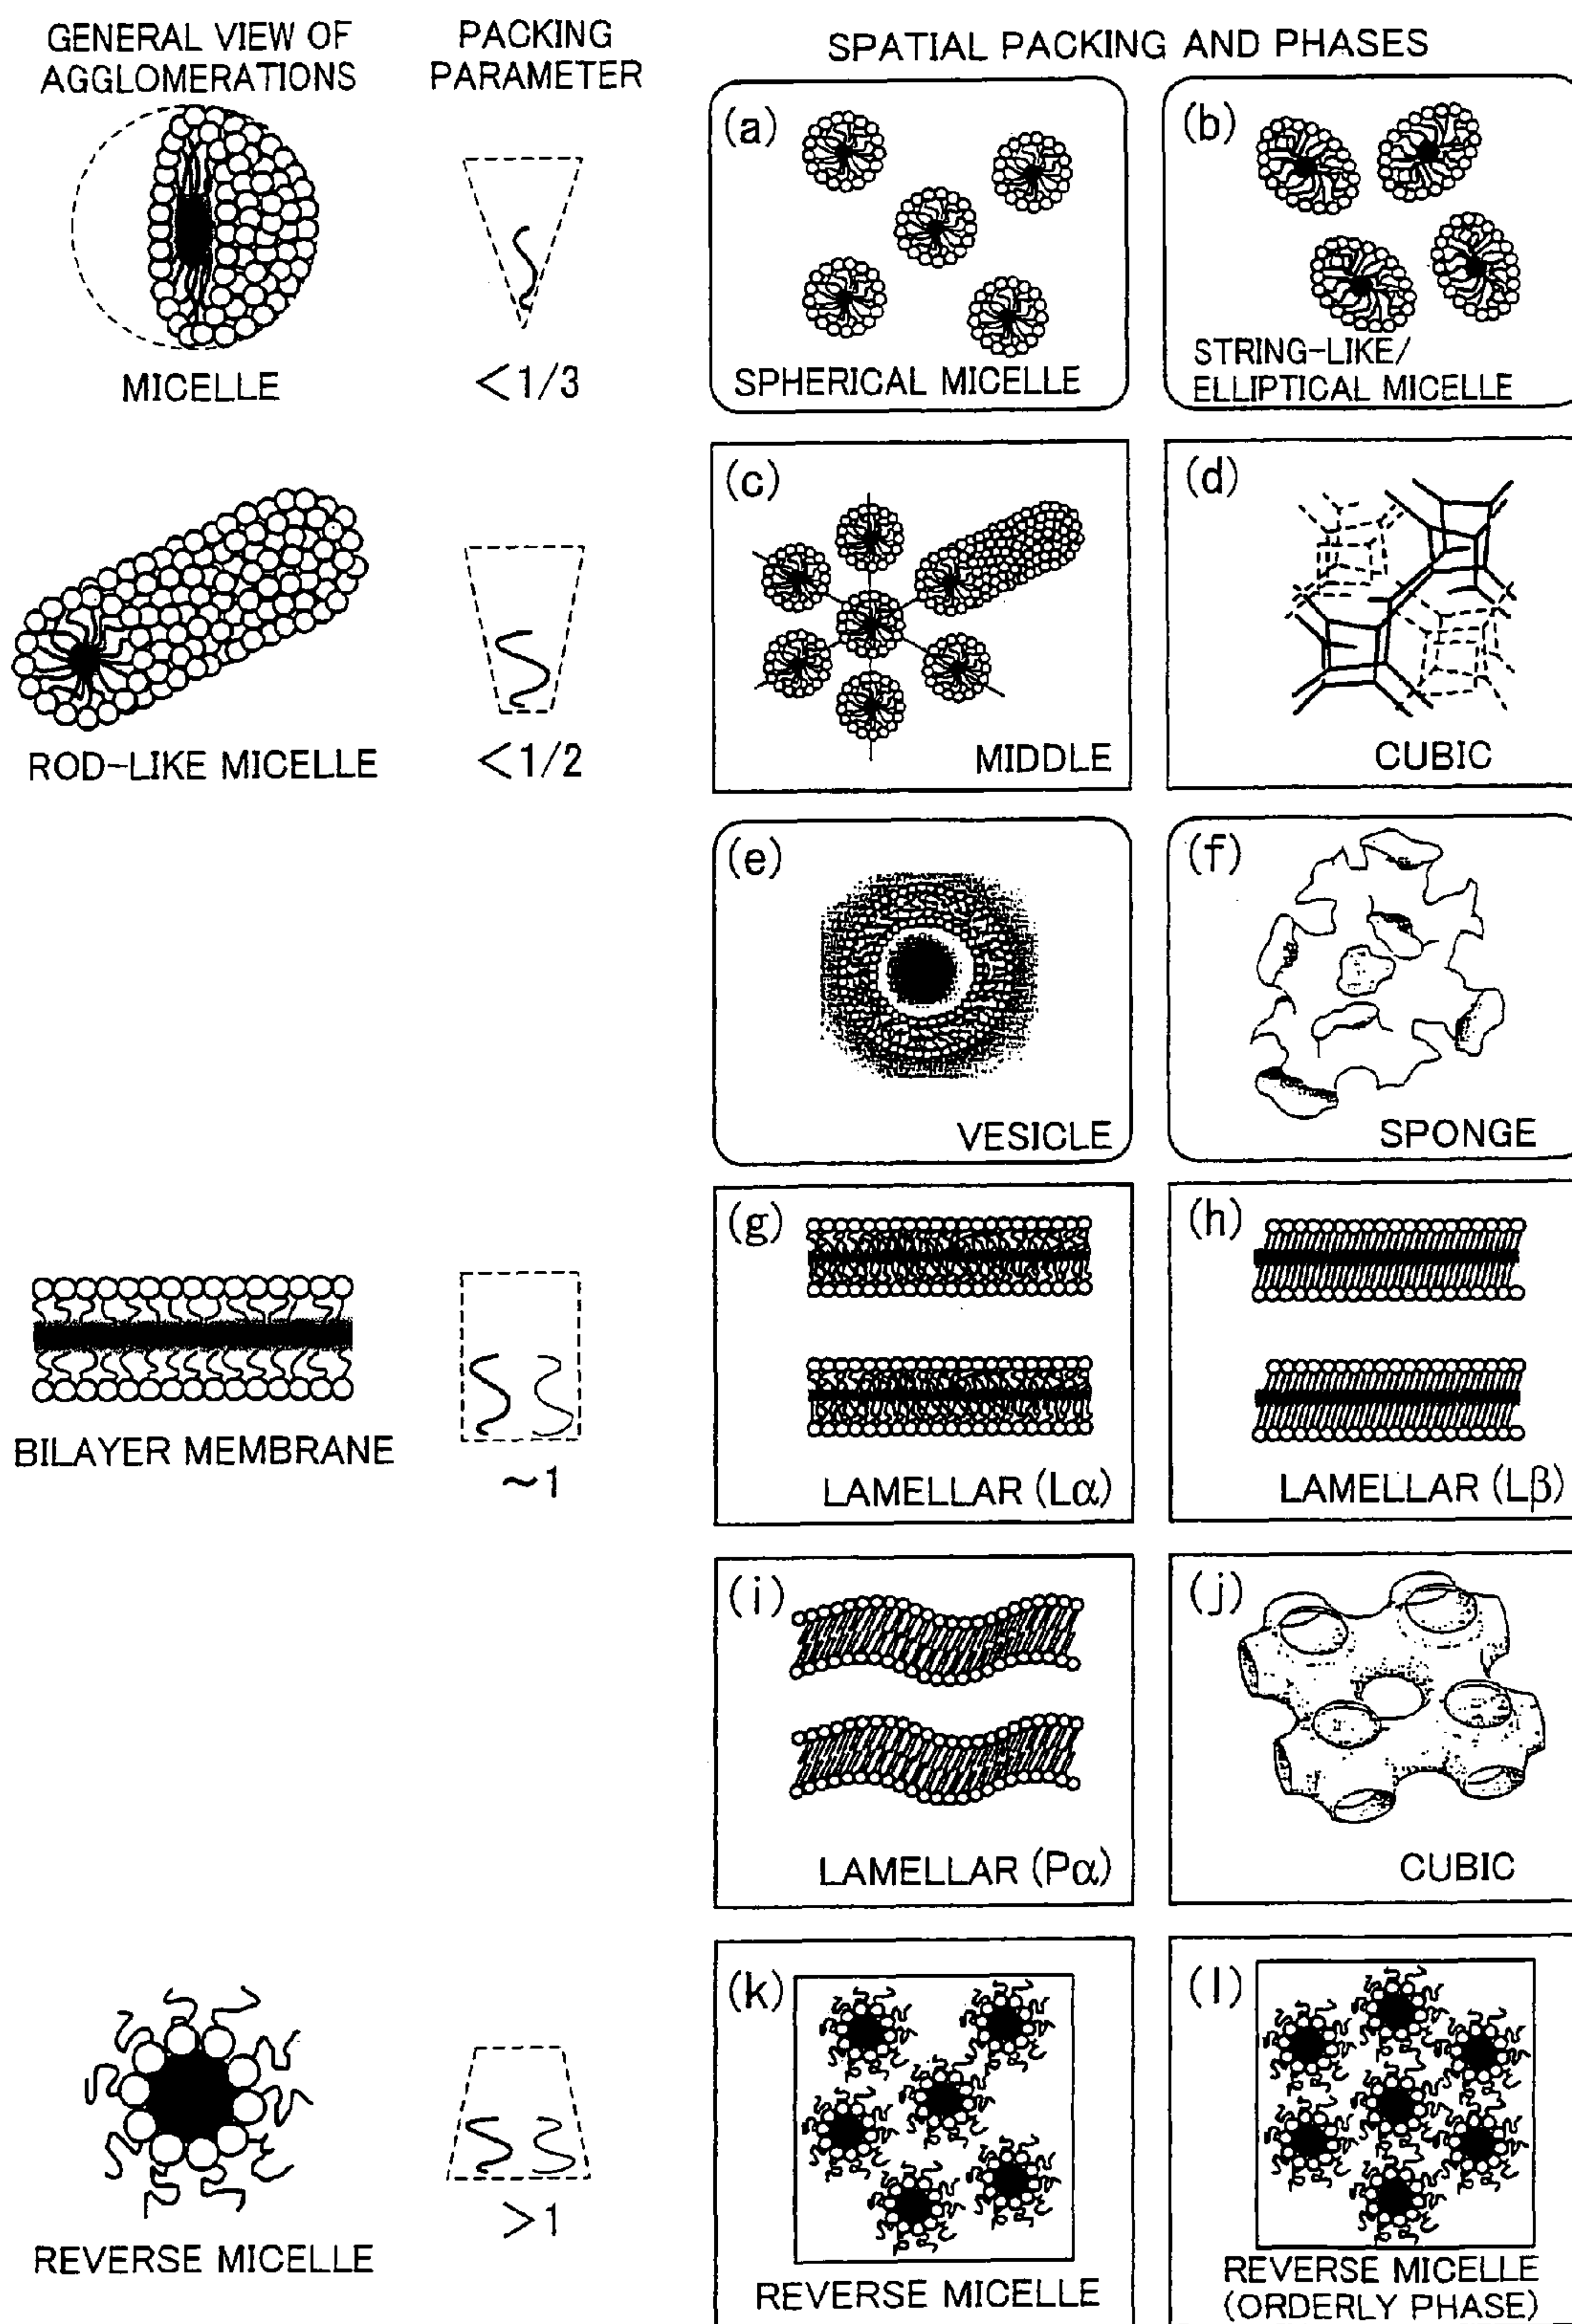 GENERAL VIEW OF
AGGLOMERATIONS
PACKING
PARAMETER
SPATIAL PACKING AND PHASES
MICELLE
<1/3
(a)
SPHERICAL MICELLE
(b)
STRING-LIKE/
ELLIPTICAL MICELLE
ROD-LIKE MICELLE
<1/2
(c)
MIDDLE
(d)
CUBIC
(e)
VESICLE
(f)
SPONGE
BILAYER MEMBRANE
~1
(g)
LAMELLAR (Lα)
(h)
LAMELLAR (Lβ)
(i)
LAMELLAR (Pα)
(j)
CUBIC
REVERSE MICELLE
>1
(k)
REVERSE MICELLE
(l)
REVERSE MICELLE
(ORDERLY PHASE)